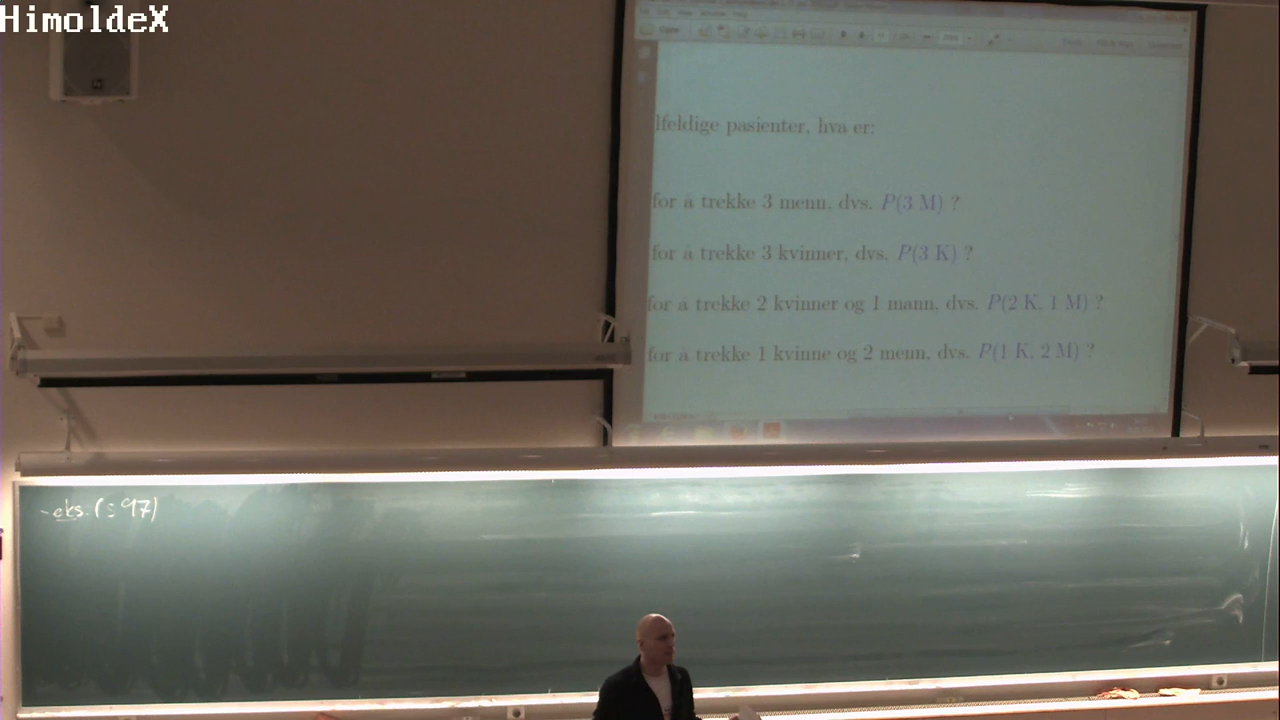 HimoldeX
lfeldige pasienter, hva er:
for å trekke 3 menn, dvs. P(3 M) ?
for å trekke 3 kvinner, dvs. P(3 K) ?
for å trekke 2 kvinner og 1 mann, dvs. P(2 K, 1 M) ?
for å trekke 1 kvinne og 2 menn, dvs. P(1 K, 2 M) ?
- eks. (: 97)